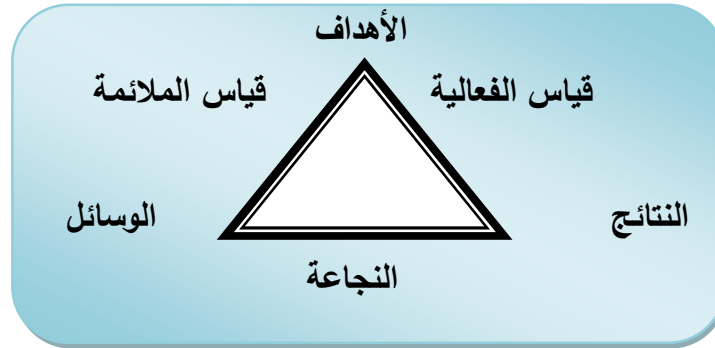 الأهداف
قياس الفعالية
قياس الملائمة
النتائج
الوسائل
النجاعة